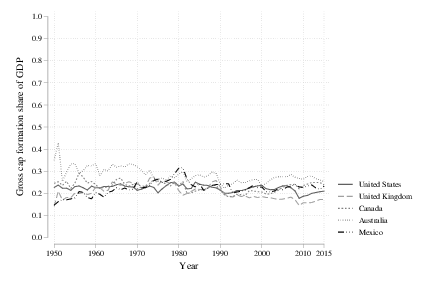 1.0
0.9
0.8
0.7
0.6
0.5
0.4
0.3
0.2
0.1
0.0
Gross cap formation share of GDP
1950 1960 1970 1980 1990 2000 2010 2015
Year
United States
United Kingdom
Canada
Australia
Mexico